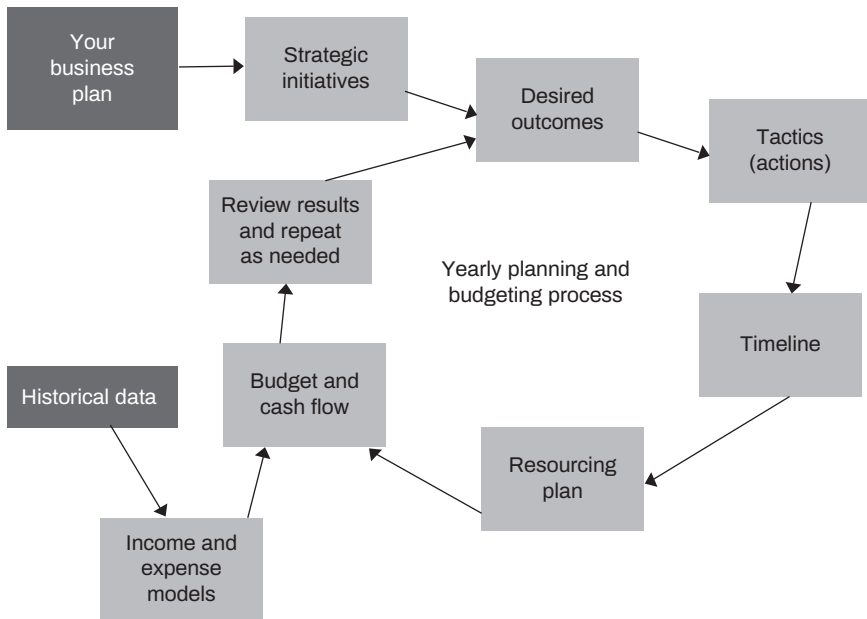 Your
business
plan
Strategic
initiatives
Desired
outcomes
Tactics
(actions)
Review results
and repeat
as needed
Yearly planning and
budgeting process
Timeline
Historical data
Budget and
cash flow
Resourcing
plan
Income and
expense
models